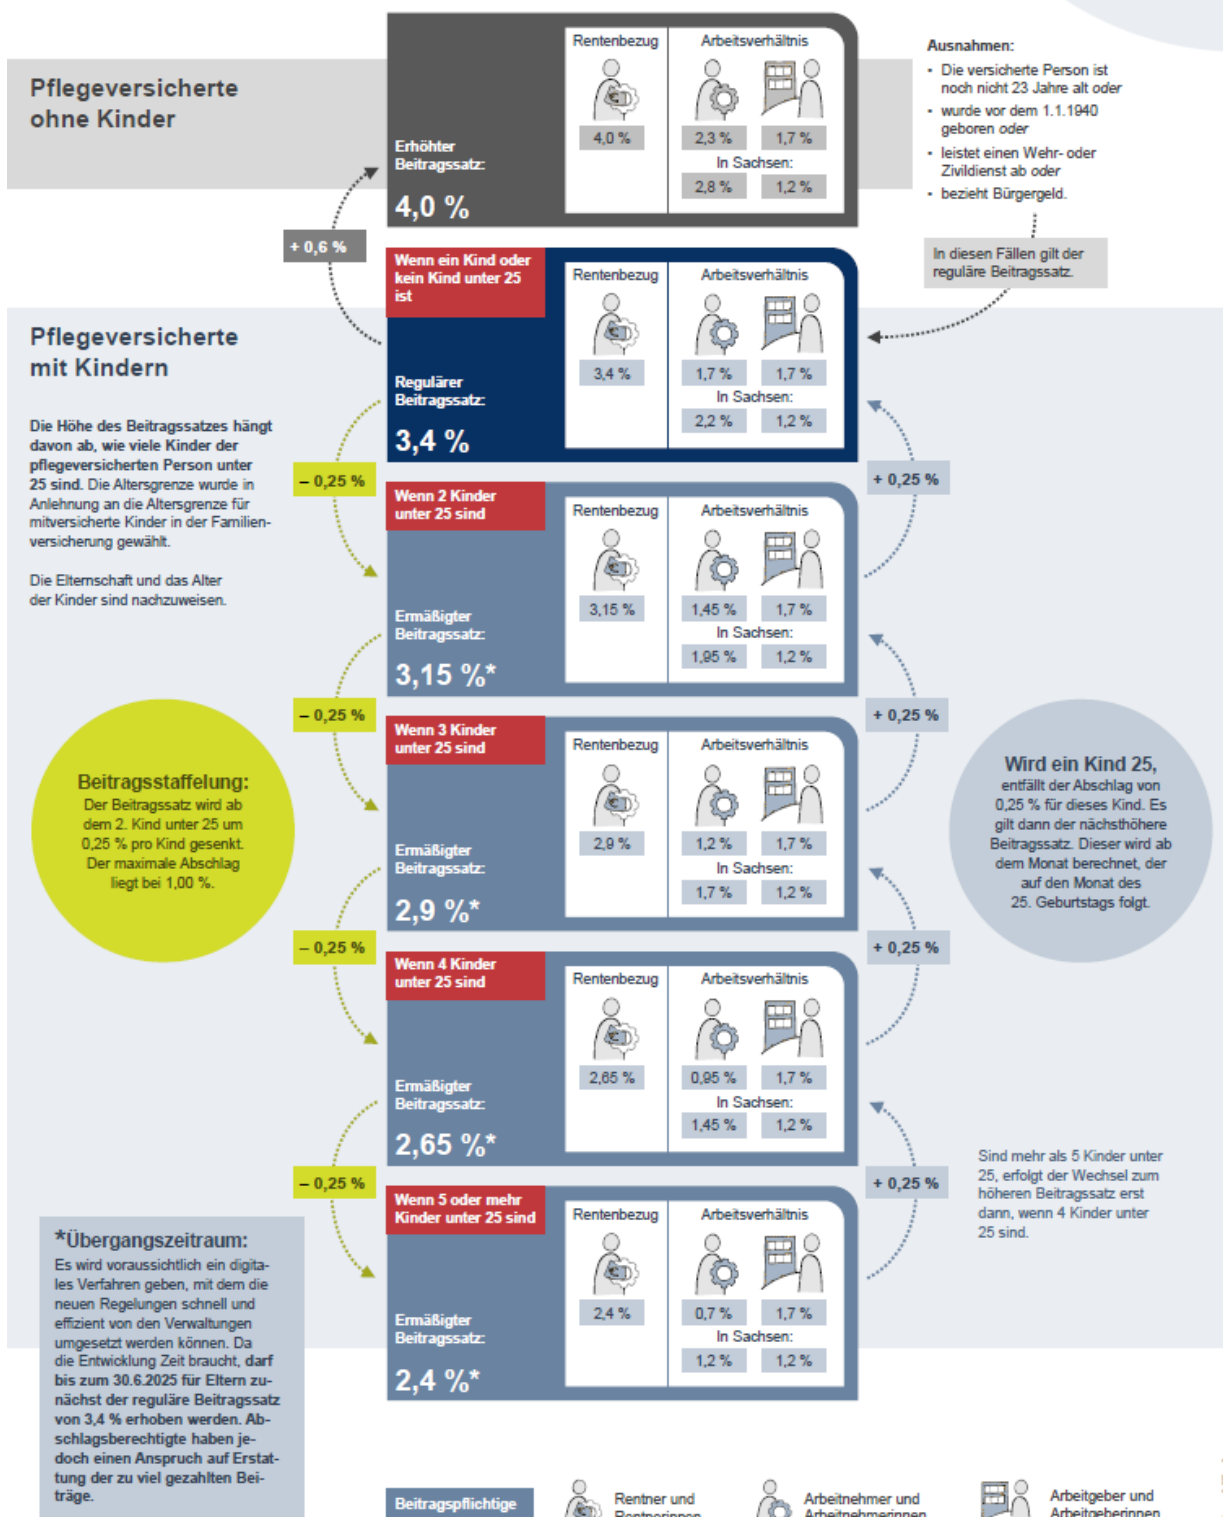 Pflegeversicherte
ohne Kinder
Erhöhter
Beitragssatz:
4,0 %
Rentenbezug
Arbeitsverhältnis
4,0 %
2,3 %
1,7 %
In Sachsen:
2,8 %
1,2 %
Ausnahmen:
• Die versicherte Person ist
noch nicht 23 Jahre alt oder
• wurde vor dem 1.1.1940
geboren oder
• leistet einen Wehr- oder
Zivildienst ab oder
• bezieht Bürgergeld.
In diesen Fällen gilt der
reguläre Beitragssatz.
+ 0,6 %
Pflegeversicherte
mit Kindern
Die Höhe des Beitragssatzes hängt
davon ab, wie viele Kinder der
pflegeversicherten Person unter
25 sind. Die Altersgrenze wurde in
Anlehnung an die Altersgrenze für
mitversicherte Kinder in der Familien-
versicherung gewählt.
Die Elternschaft und das Alter
der Kinder sind nachzuweisen.
Wenn ein Kind oder
kein Kind unter 25
ist
Regulärer
Beitragssatz:
3,4 %
Rentenbezug
Arbeitsverhältnis
3,4 %
1,7 %
1,7 %
In Sachsen:
2,2 %
1,2 %
– 0,25 %
+ 0,25 %
Wenn 2 Kinder
unter 25 sind
Ermäßigter
Beitragssatz:
3,15 %*
Rentenbezug
Arbeitsverhältnis
3,15 %
1,45 %
1,7 %
In Sachsen:
1,95 %
1,2 %
– 0,25 %
+ 0,25 %
Beitragsstaffelung:
Der Beitragssatz wird ab
dem 2. Kind unter 25 um
0,25 % pro Kind gesenkt.
Der maximale Abschlag
liegt bei 1,00 %.
Wenn 3 Kinder
unter 25 sind
Ermäßigter
Beitragssatz:
2,9 %*
Rentenbezug
Arbeitsverhältnis
2,9 %
1,2 %
1,7 %
In Sachsen:
1,7 %
1,2 %
Wird ein Kind 25,
entfällt der Abschlag von
0,25 % für dieses Kind. Es
gilt dann der nächsthöhere
Beitragssatz. Dieser wird ab
dem Monat berechnet, der
auf den Monat des
25. Geburtstags folgt.
– 0,25 %
+ 0,25 %
Wenn 4 Kinder
unter 25 sind
Ermäßigter
Beitragssatz:
2,65 %*
Rentenbezug
Arbeitsverhältnis
2,65 %
0,95 %
1,7 %
In Sachsen:
1,45 %
1,2 %
– 0,25 %
+ 0,25 %
Sind mehr als 5 Kinder unter
25, erfolgt der Wechsel zum
höheren Beitragssatz erst
dann, wenn 4 Kinder unter
25 sind.
Wenn 5 oder mehr
Kinder unter 25 sind
Ermäßigter
Beitragssatz:
2,4 %*
Rentenbezug
Arbeitsverhältnis
2,4 %
0,7 %
1,7 %
In Sachsen:
1,2 %
1,2 %
*Übergangszeitraum:
Es wird voraussichtlich ein digita-
les Verfahren geben, mit dem die
neuen Regelungen schnell und
effizient von den Verwaltungen
umgesetzt werden können. Da
die Entwicklung Zeit braucht, darf
bis zum 30.6.2025 für Eltern zu-
nächst der reguläre Beitragssatz
von 3,4 % erhoben werden. Ab-
schlagsberechtigte haben je-
doch einen Anspruch auf Erstat-
tung der zu viel gezahlten Bei-
träge.
Beitragspflichtige
Rentner und
Rentnerinnen
Arbeitnehmer und
Arbeitnehmerinnen
Arbeitgeber und
Arbeitgeberinnen